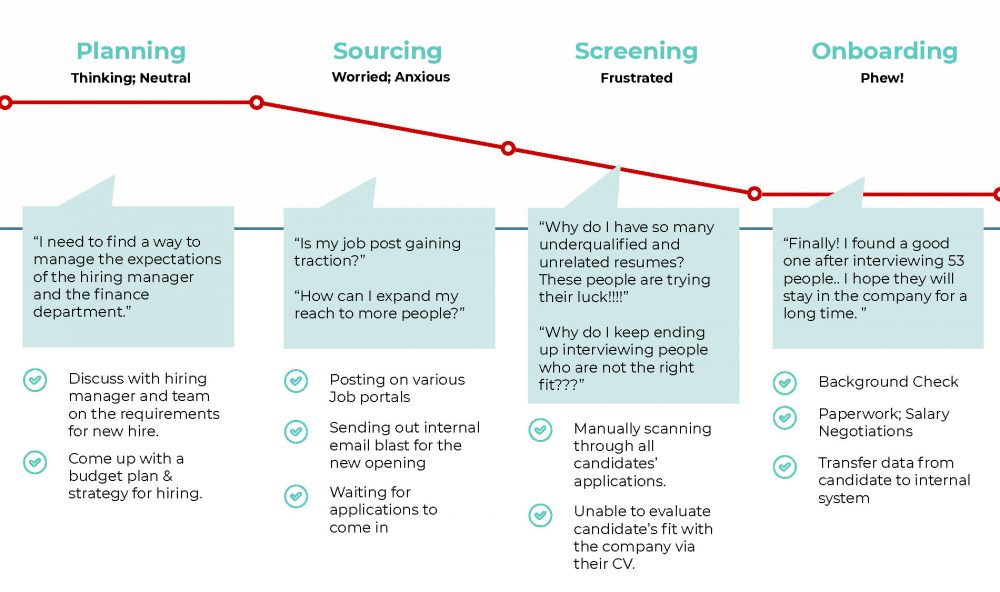 Planning
Thinking; Neutral
Sourcing
Worried; Anxious
Screening
Frustrated
Onboarding
Phew!
“I need to find a way to
manage the expectations
of the hiring manager
and the finance
department.”
Discuss with hiring
manager and team
on the requirements
for new hire.
Come up with a
budget plan &
strategy for hiring.
“Is my job post gaining
traction?”
“How can I expand my
reach to more people?”
Posting on various
Job portals
Sending out internal
email blast for the
new opening
Waiting for
applications to
come in
“Why do I have so many
underqualified and
unrelated resumes?
These people are trying
their luck!!!!”
“Why do I keep ending
up interviewing people
who are not the right
fit???”
Manually scanning
through all
candidates’
applications.
Unable to evaluate
candidate’s fit with
the company via
their CV.
“Finally! I found a good
one after interviewing 53
people.. I hope they will
stay in the company for a
long time. ”
Background Check
Paperwork; Salary
Negotiations
Transfer data from
candidate to internal
system